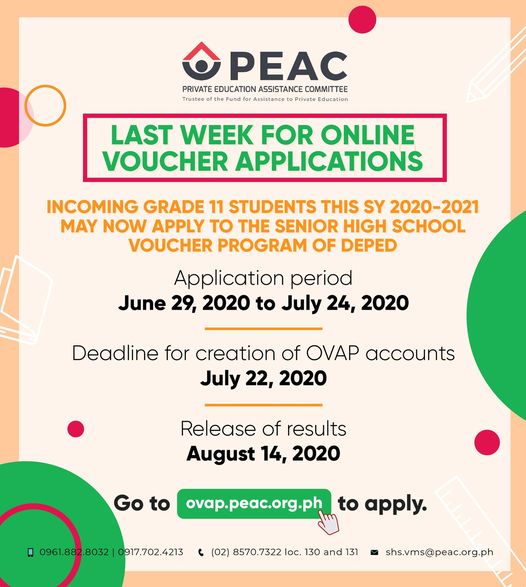 PEAC
PRIVATE EDUCATION ASSISTANCE COMMITTEE
Trustee of the Fund for Assistance to Private Education
LAST WEEK FOR ONLINE
VOUCHER APPLICATIONS
INCOMING GRADE 11 STUDENTS THIS SY 2020-2021
MAY NOW APPLY TO THE SENIOR HIGH SCHOOL
VOUCHER PROGRAM OF DEPED
Application period
June 29, 2020 to July 24, 2020
Deadline for creation of OVAP accounts
July 22, 2020
Release of results
August 14, 2020
Go to ovap.peac.org.ph to apply.
0961.882.8032 | 0917.702.4213 (02) 8570.7322 loc. 130 and 131 shs.vms@peac.org.ph